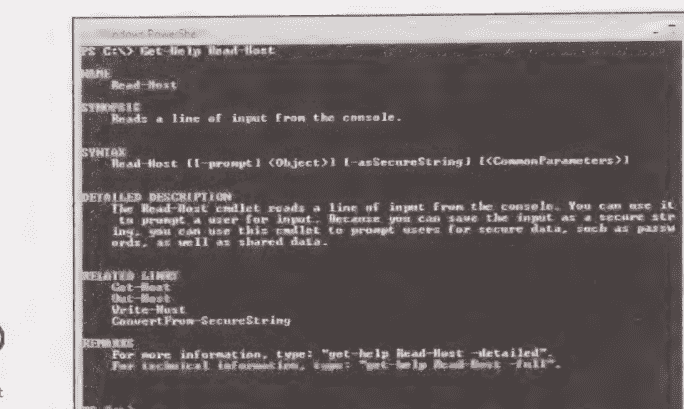 Windows PowerShell
PS C:\> Get-Help Read-Host
NAME
Read-Host
SYNOPSIS
Reads a line of input from the console.
SYNTAX
Read-Host [[-prompt] <Object>] [-asSecureString] [<CommonParameters>]
DETAILED DESCRIPTION
The Read-Host cmdlet reads a line of input from the console. You can use it
to prompt a user for input. Because you can save the input as a secure str
ing, you can use this cmdlet to prompt users for secure data, such as passw
ords, as well as shared data.
RELATED LINKS
Get-Host
Out-Host
Write-Host
ConvertFrom-SecureString
REMARKS
For more information, type: "get-help Read-Host -detailed".
For technical information, type: "get-help Read-Host -full".